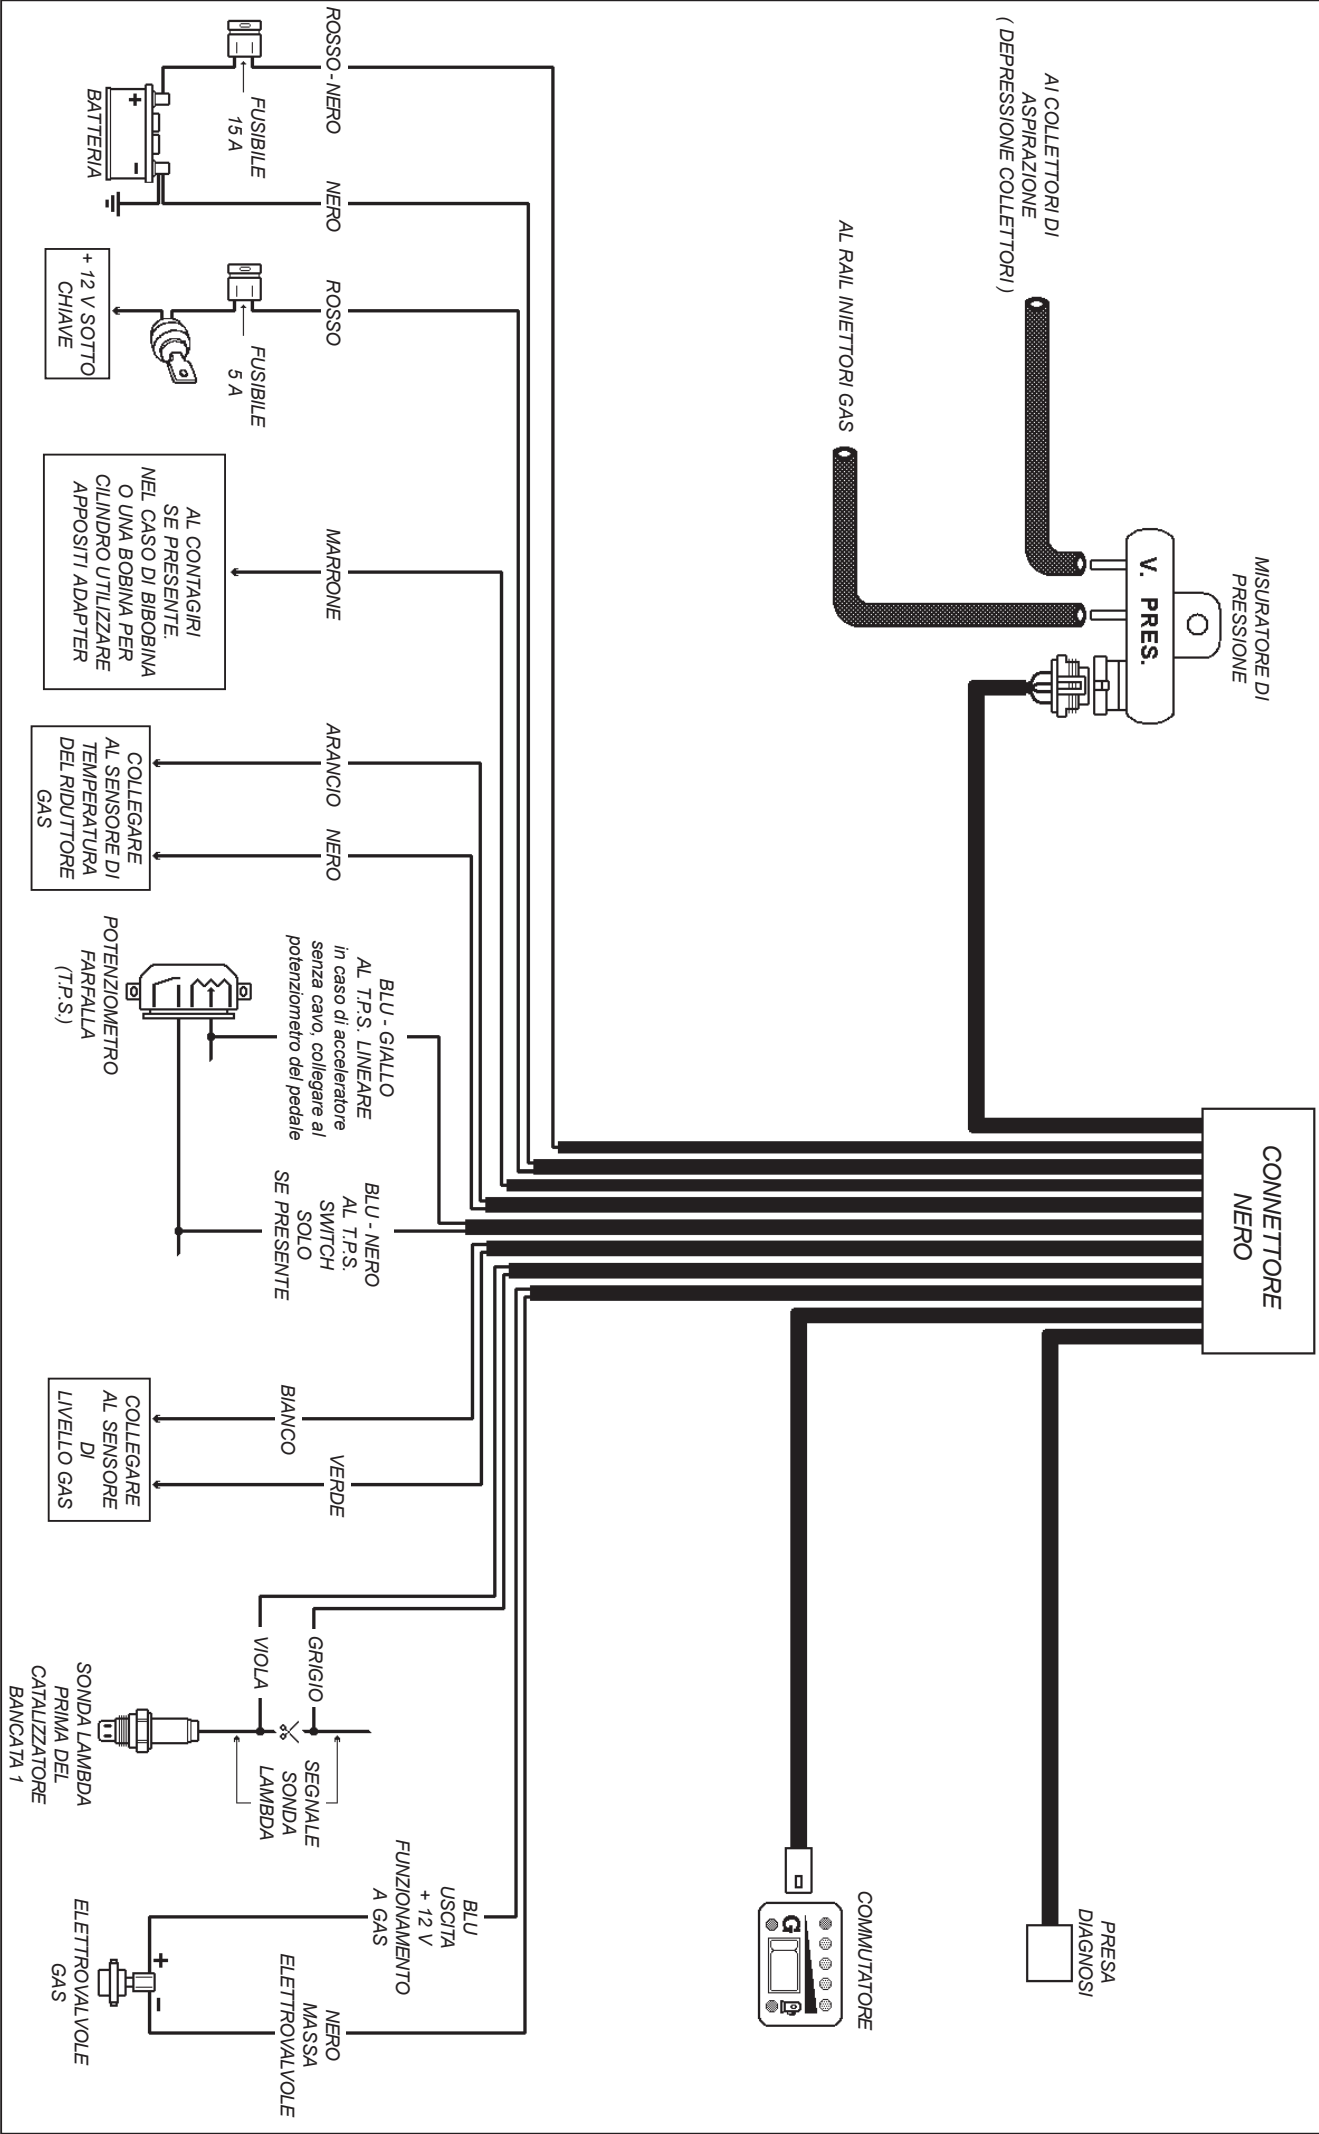 CONNETTORE
NERO
MISURATORE DI
PRESSIONE
V. PRES.
AI COLLETTORI DI
ASPIRAZIONE
( DEPRESSIONE COLLETTORI )
AL RAIL INIETTORI GAS
PRESA
DIAGNOSI
COMMUTATORE
G
ROSSO - NERO
NERO
FUSIBILE
15 A
+
-
BATTERIA
ROSSO
FUSIBILE
5 A
+ 12 V SOTTO
CHIAVE
MARRONE
AL CONTAGIRI
SE PRESENTE.
NEL CASO DI BIBOBINA
O UNA BOBINA PER
CILINDRO UTILIZZARE
APPOSITI ADAPTER
ARANCIO
NERO
COLLEGARE
AL SENSORE DI
TEMPERATURA
DEL RIDUTTORE
GAS
BLU - GIALLO
AL T.P.S. LINEARE
in caso di acceleratore
senza cavo, collegare al
potenziometro del pedale
POTENZIOMETRO
FARFALLA
(T.P.S.)
BLU - NERO
AL T.P.S.
SWITCH
SOLO
SE PRESENTE
BIANCO
VERDE
COLLEGARE
AL SENSORE
DI
LIVELLO GAS
GRIGIO
VIOLA
SEGNALE
SONDA
LAMBDA
SONDA LAMBDA
PRIMA DEL
CATALIZZATORE
BANCATA 1
BLU
USCITA
+ 12 V
FUNZIONAMENTO
A GAS
NERO
MASSA
ELETTROVALVOLE
+
-
ELETTROVALVOLE
GAS